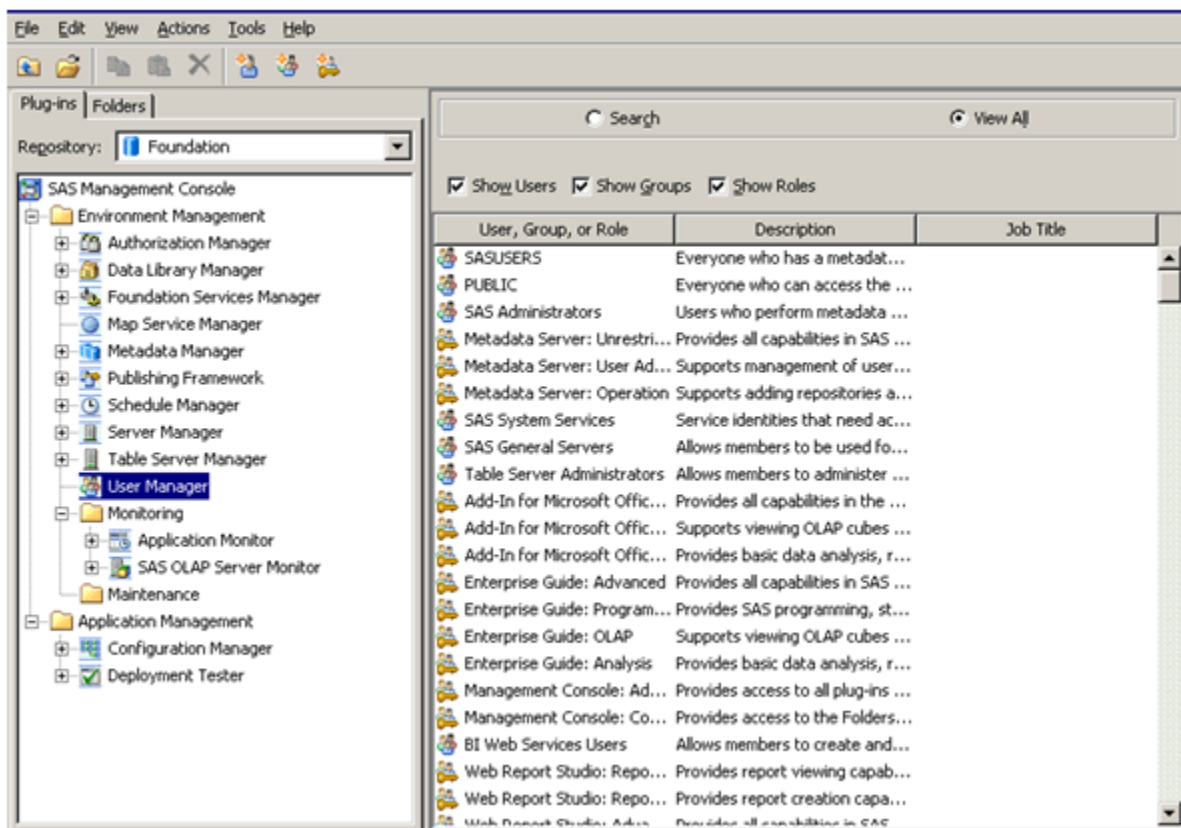 File Edit View Actions Tools Help
Plug-ins Folders
Repository: Foundation
SAS Management Console
Environment Management
Authorization Manager
Data Library Manager
Foundation Services Manager
Map Service Manager
Metadata Manager
Publishing Framework
Schedule Manager
Server Manager
Table Server Manager
User Manager
Monitoring
Application Monitor
SAS OLAP Server Monitor
Maintenance
Application Management
Configuration Manager
Deployment Tester
Search View All
Show Users Show Groups Show Roles
User, Group, or Role Description Job Title
SASUSERS Everyone who has a metadat...
PUBLIC Everyone who can access the ...
SAS Administrators Users who perform metadata ...
Metadata Server: Unrestri... Provides all capabilities in SAS ...
Metadata Server: User Ad... Supports management of user...
Metadata Server: Operation Supports adding repositories a...
SAS System Services Service identities that need ac...
SAS General Servers Allows members to be used fo...
Table Server Administrators Allows members to administer ...
Add-In for Microsoft Offic... Provides all capabilities in the ...
Add-In for Microsoft Offic... Supports viewing OLAP cubes ...
Add-In for Microsoft Offic... Provides basic data analysis, r...
Enterprise Guide: Advanced Provides all capabilities in SAS ...
Enterprise Guide: Program... Provides SAS programming, st...
Enterprise Guide: OLAP Supports viewing OLAP cubes ...
Enterprise Guide: Analysis Provides basic data analysis, r...
Management Console: Ad... Provides access to all plug-ins ...
Management Console: Co... Provides access to the Folders...
BI Web Services Users Allows members to create and...
Web Report Studio: Repo... Provides report viewing capab...
Web Report Studio: Repo... Provides report creation capa...
Web Report Studio: Adva... Provides all capabilities in SAS